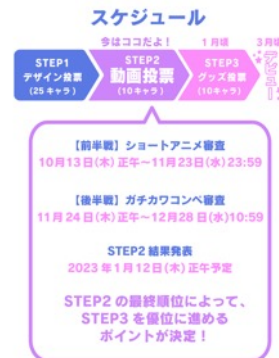 スケジュール
今はココだよ！
1月頃
3月頃
STEP1
デザイン投票
(25キャラ)
STEP2
動画投票
(10キャラ)
STEP3
グッズ投票
(10キャラ)
デビュー
【前半戦】ショートアニメ審査
10月13日(木)正午〜11月23日(水)23:59
【後半戦】ガチカワコンペ審査
11月24日(木)正午〜12月28日(水)10:59
STEP2 結果発表
2023年1月12日(木)正午予定
STEP2の最終順位によって、
STEP3を優位に進める
ポイントが決定！